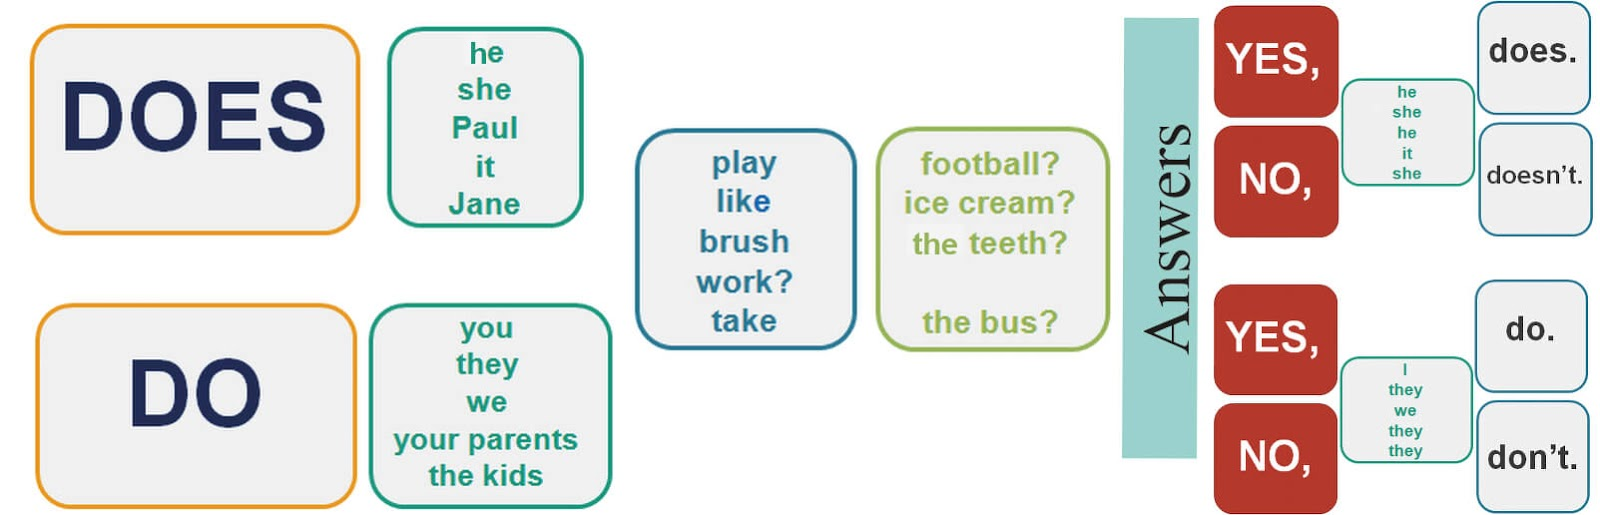 DOES
he
she
Paul
it
Jane
DO
you
they
we
your parents
the kids
play
like
brush
work?
take
football?
ice cream?
the teeth?
the bus?
Answers
YES,
NO,
he
she
he
it
she
does.
doesn't.
YES,
NO,
I
they
we
they
they
do.
don't.